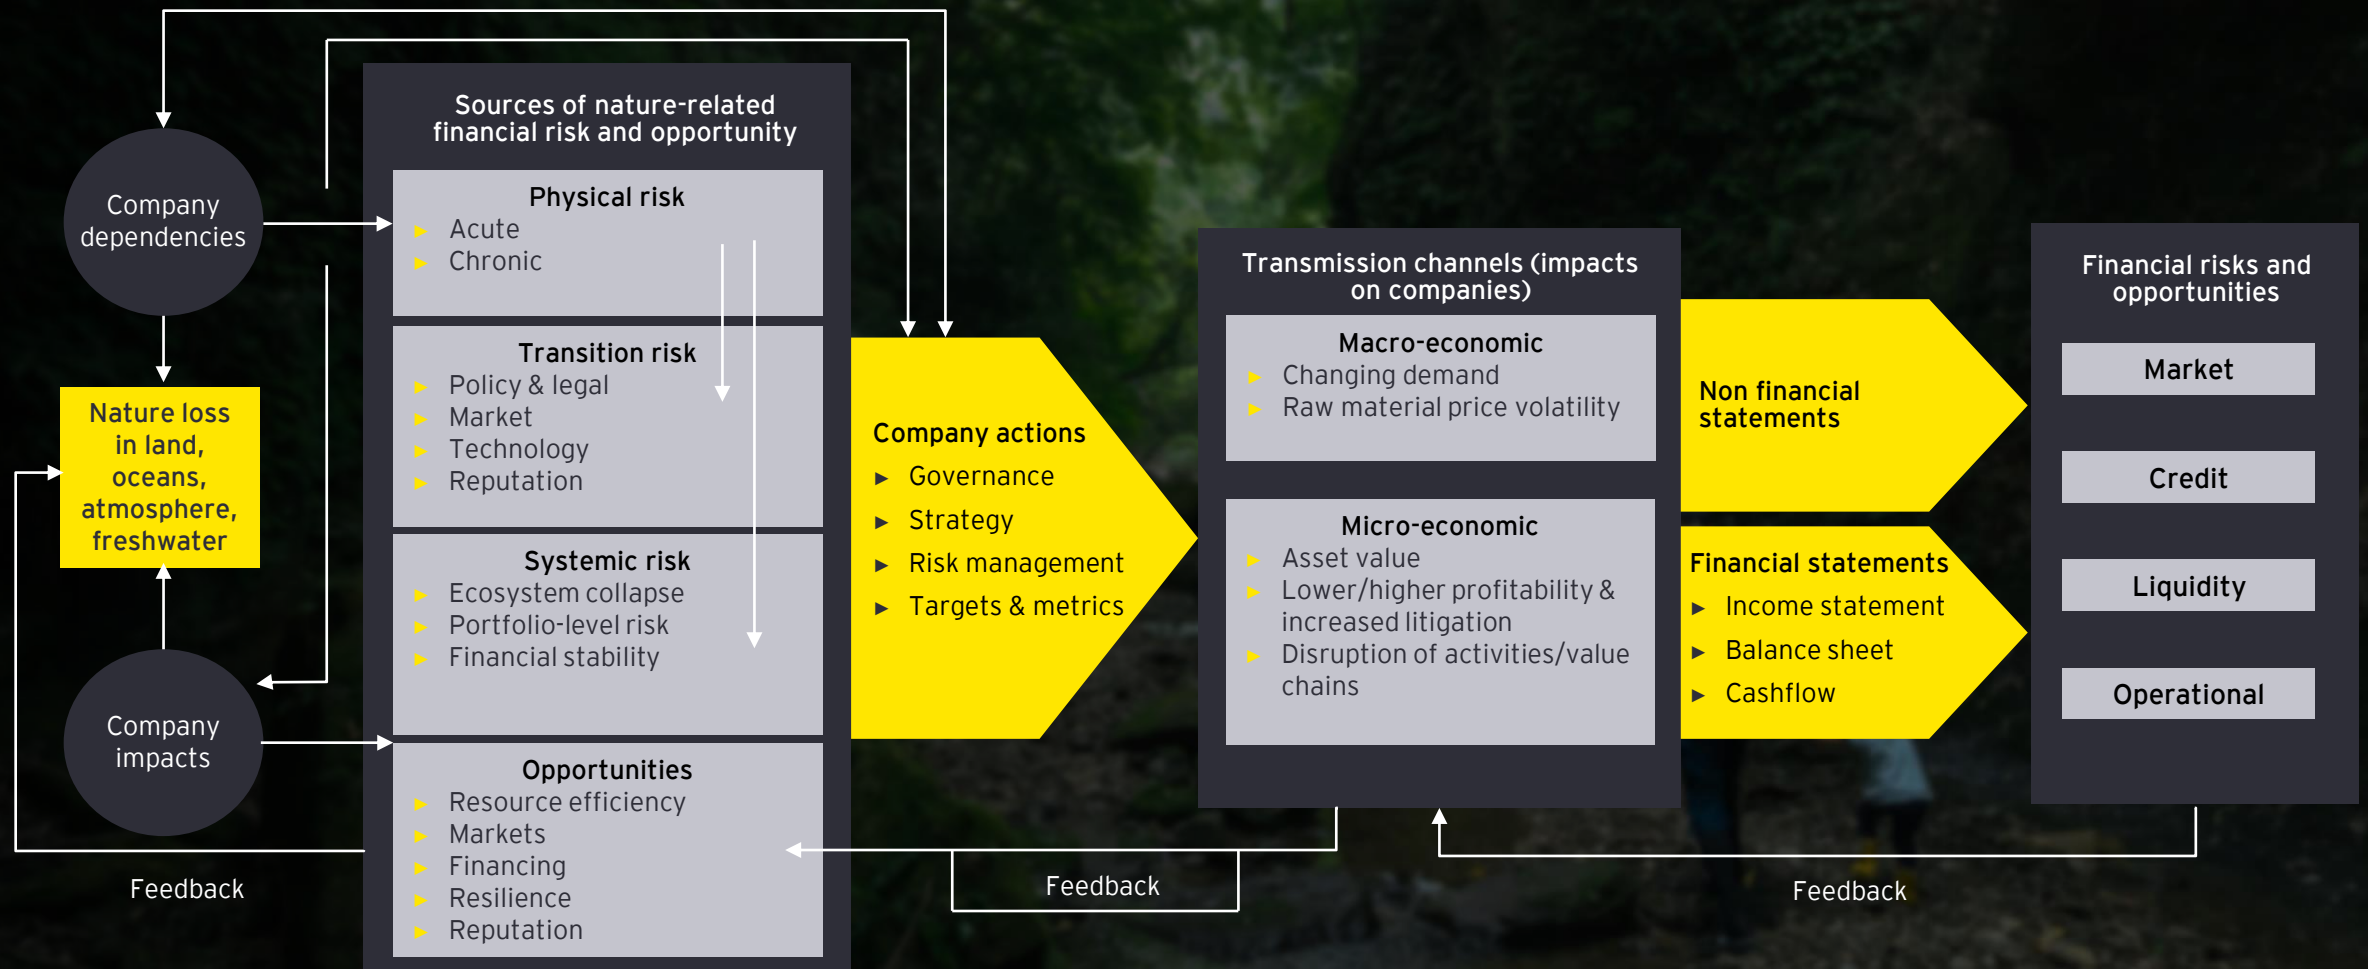 Company
dependencies
Nature loss
in land,
oceans,
atmosphere,
freshwater
Company
impacts
Feedback
Sources of nature-related
financial risk and opportunity
Physical risk
► Acute
► Chronic
Transition risk
► Policy & legal
► Market
► Technology
► Reputation
Systemic risk
► Ecosystem collapse
► Portfolio-level risk
► Financial stability
Opportunities
► Resource efficiency
► Markets
► Financing
► Resilience
► Reputation
Company actions
► Governance
► Strategy
► Risk management
► Targets & metrics
Feedback
Transmission channels (impacts
on companies)
Macro-economic
► Changing demand
► Raw material price volatility
Micro-economic
► Asset value
► Lower/higher profitability &
increased litigation
► Disruption of activities/value
chains
Non financial
statements
Financial statements
► Income statement
► Balance sheet
► Cashflow
Financial risks and
opportunities
Market
Credit
Liquidity
Operational
Feedback